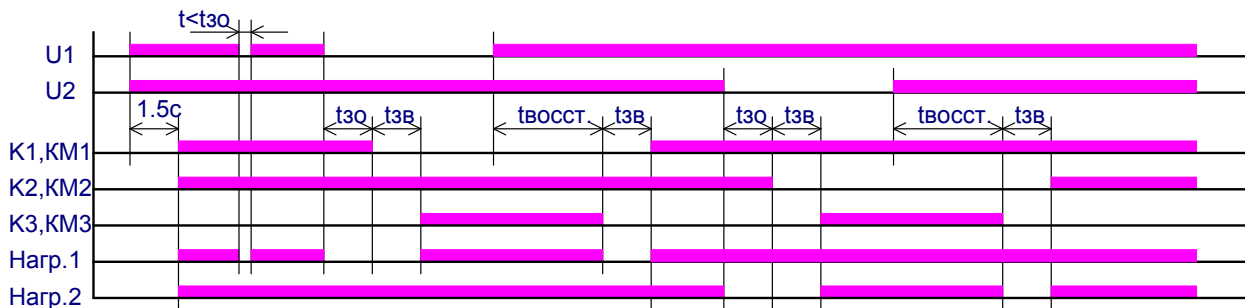 t<tзо
U1
U2
1.5с tзо tзв tвосст. tзв tзо tзв tвосст. tзв
К1,КМ1
К2,КМ2
К3,КМ3
Нагр.1
Нагр.2